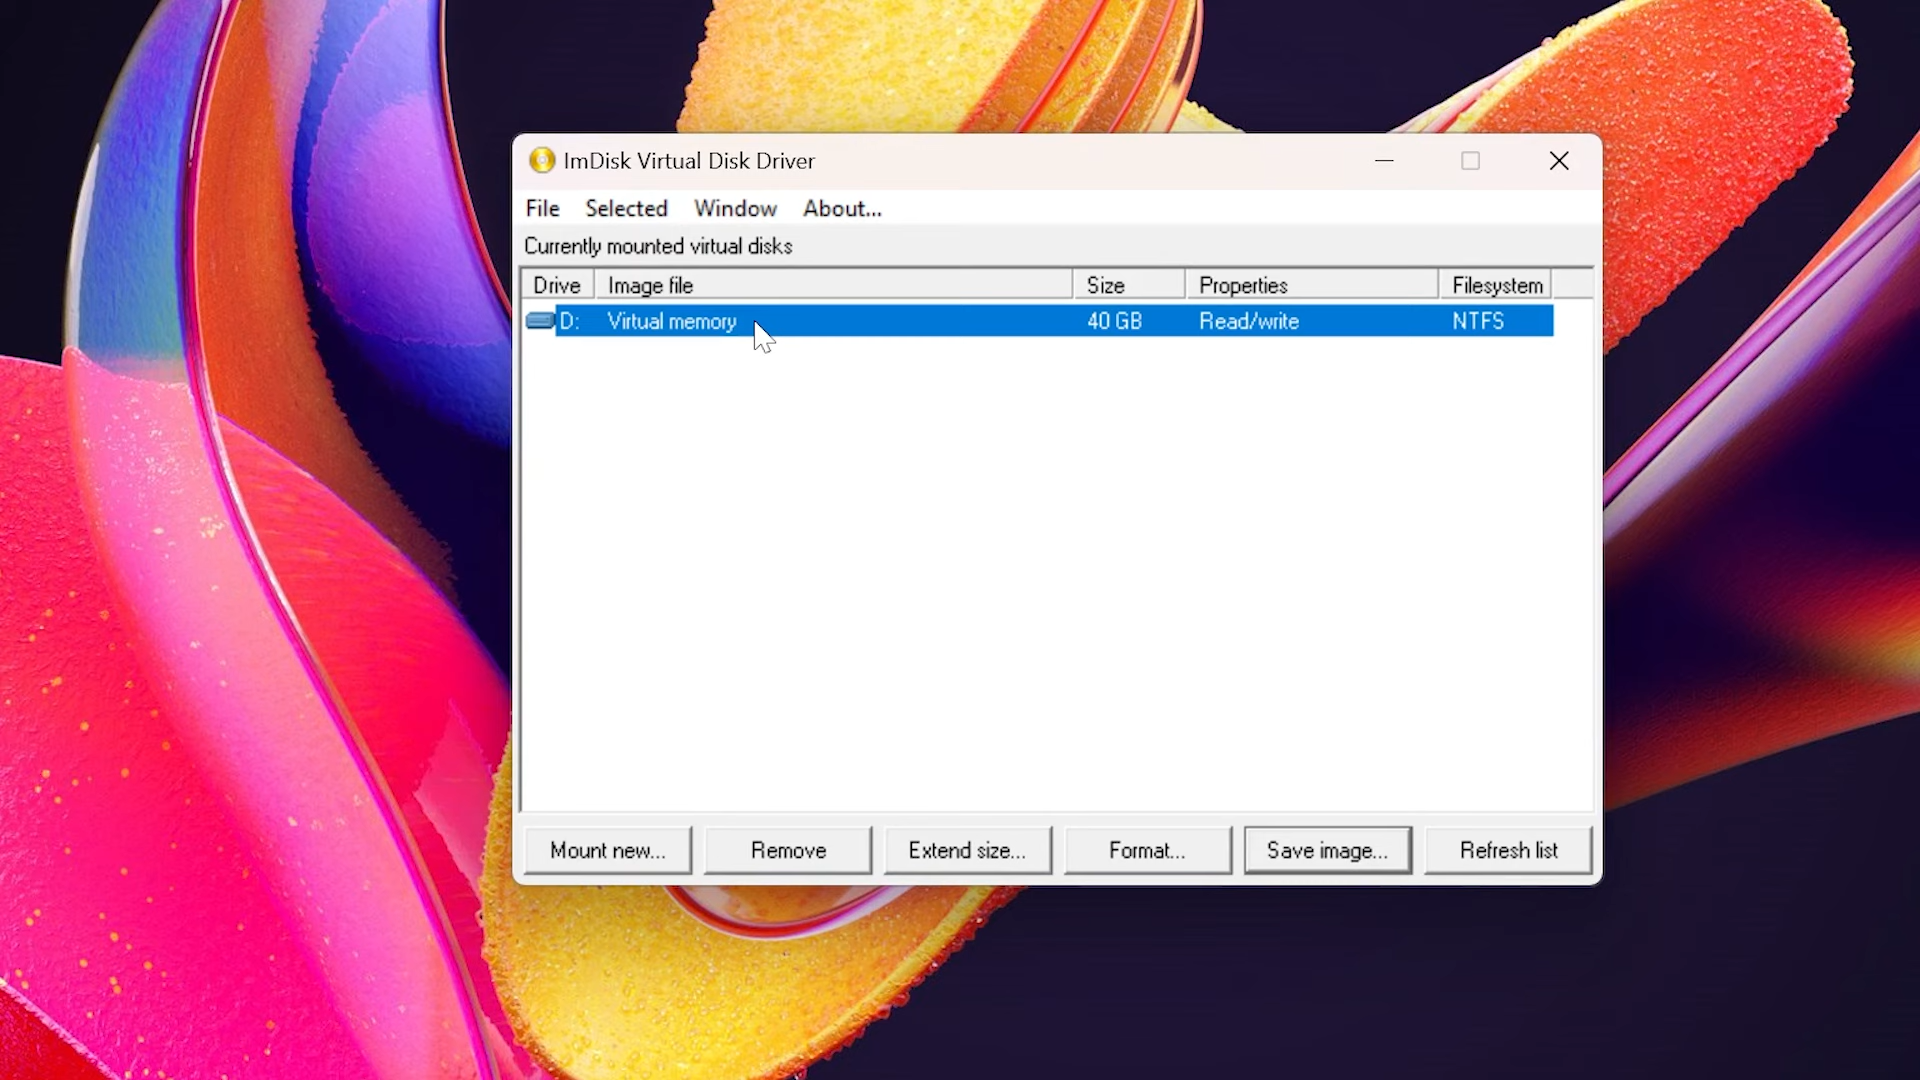 ImDisk Virtual Disk Driver
File Selected Window About...
Currently mounted virtual disks
Drive Image file Size Properties Filesystem
D: Virtual memory 40 GB Read/write NTFS
Mount new... Remove Extend size... Format... Save image... Refresh list